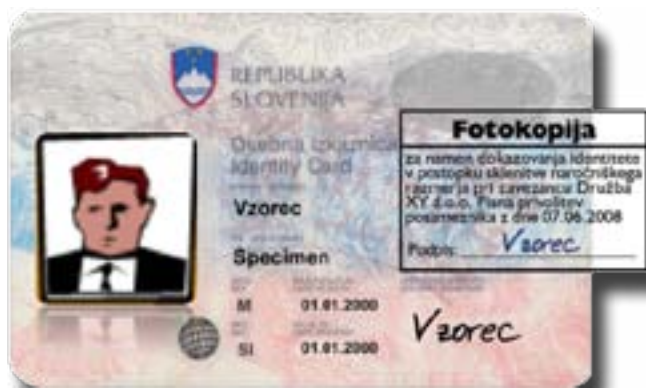 REPUBLIKA
SLOVENIJA
Osebna izkaznica
Identity Card
Vzorec
Specimen
M 01.01.2000
SI 01.01.2000
Vzorec
Fotokopija
za namen dokazovanja identitete
v postopku sklenitve naročniškega
razmerja pri zavezancu Družba
XY d.o.o. Pisna privolitev
posameznika z dne 07.06.2008
Podpis: Vzorec